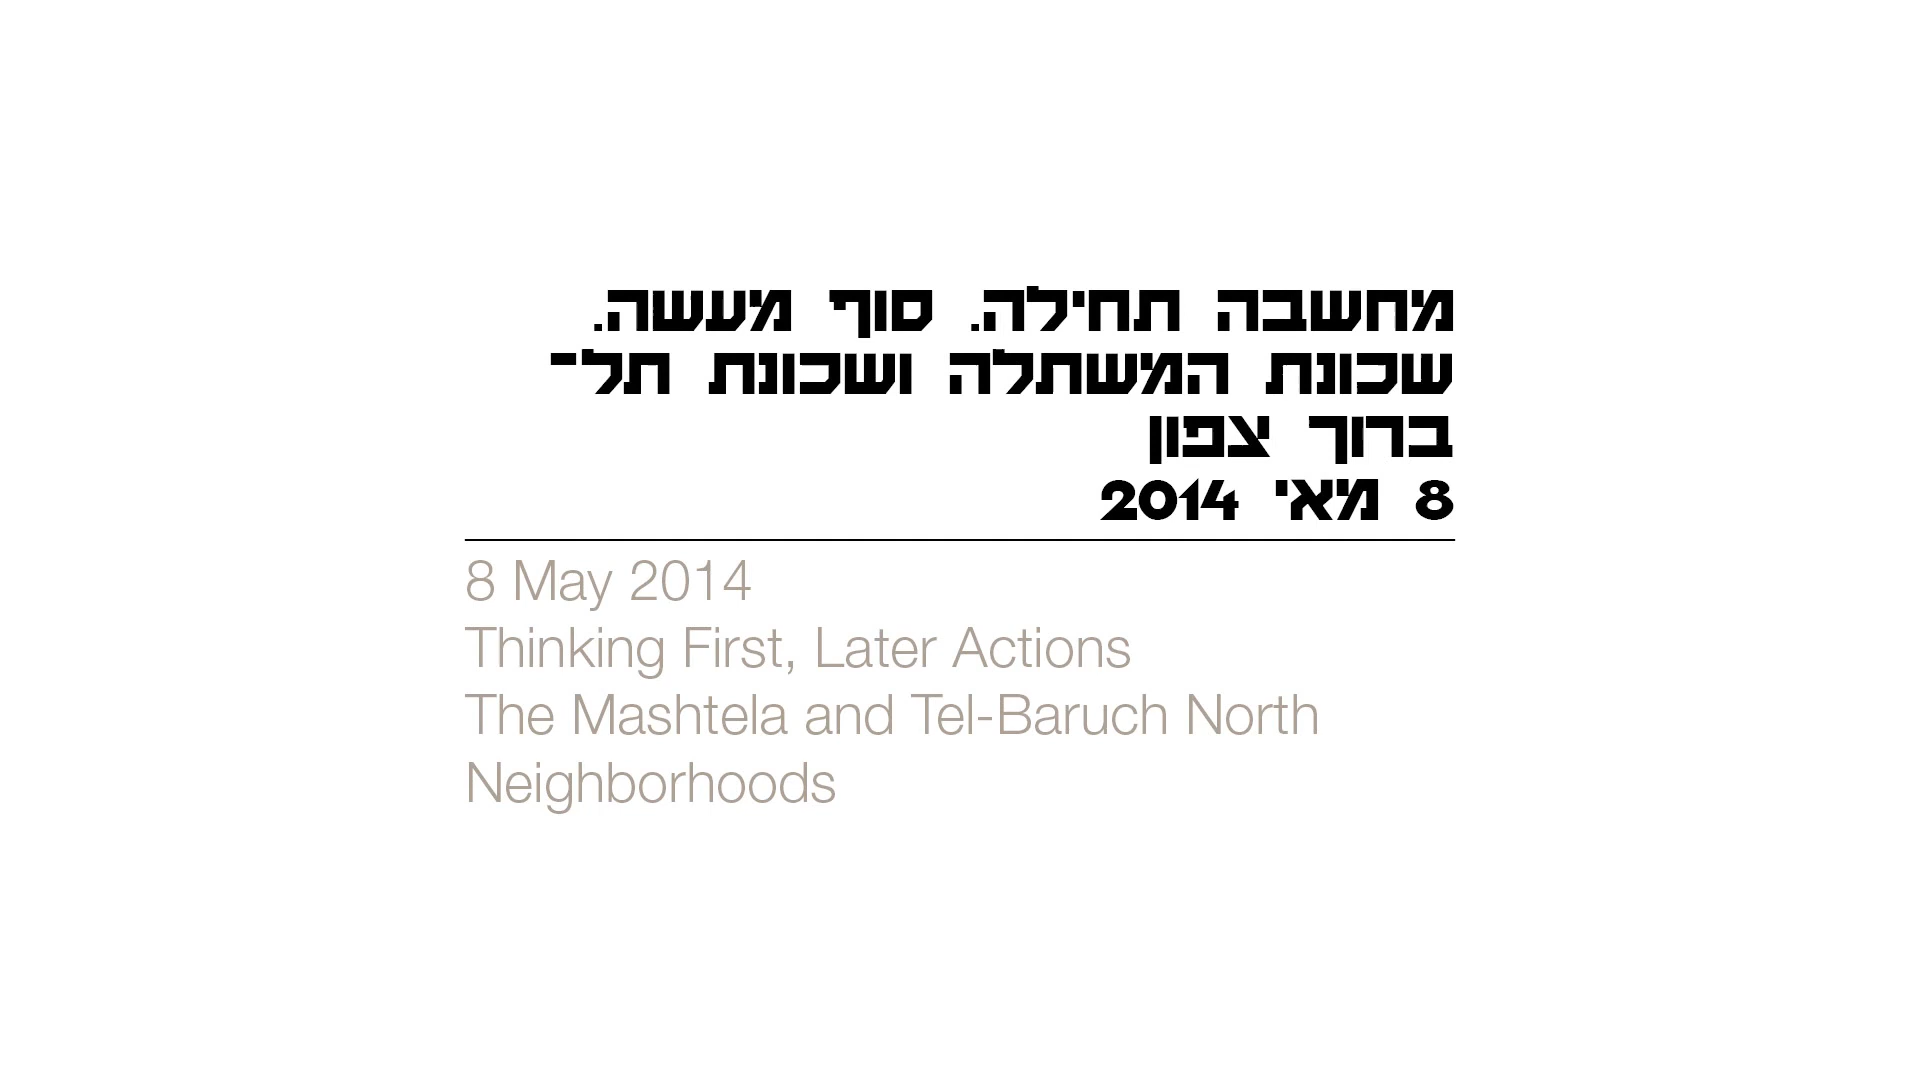 מחשבה תחילה. סוף מעשה.
שכונת המשתלה ושכונת תל־
ברוך צפון
8 מאי 2014
8 May 2014
Thinking First, Later Actions
The Mashtela and Tel-Baruch North
Neighborhoods